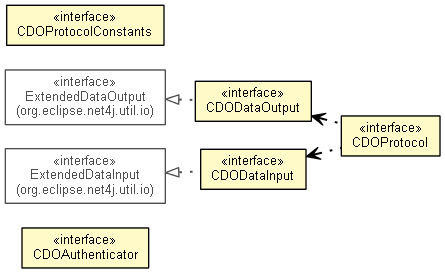 «interface»
CDOProtocolConstants
«interface»
ExtendedDataOutput
(org.eclipse.net4j.util.io)
«interface»
CDODataOutput
«interface»
CDOProtocol
«interface»
ExtendedDataInput
(org.eclipse.net4j.util.io)
«interface»
CDODataInput
«interface»
CDOAuthenticator